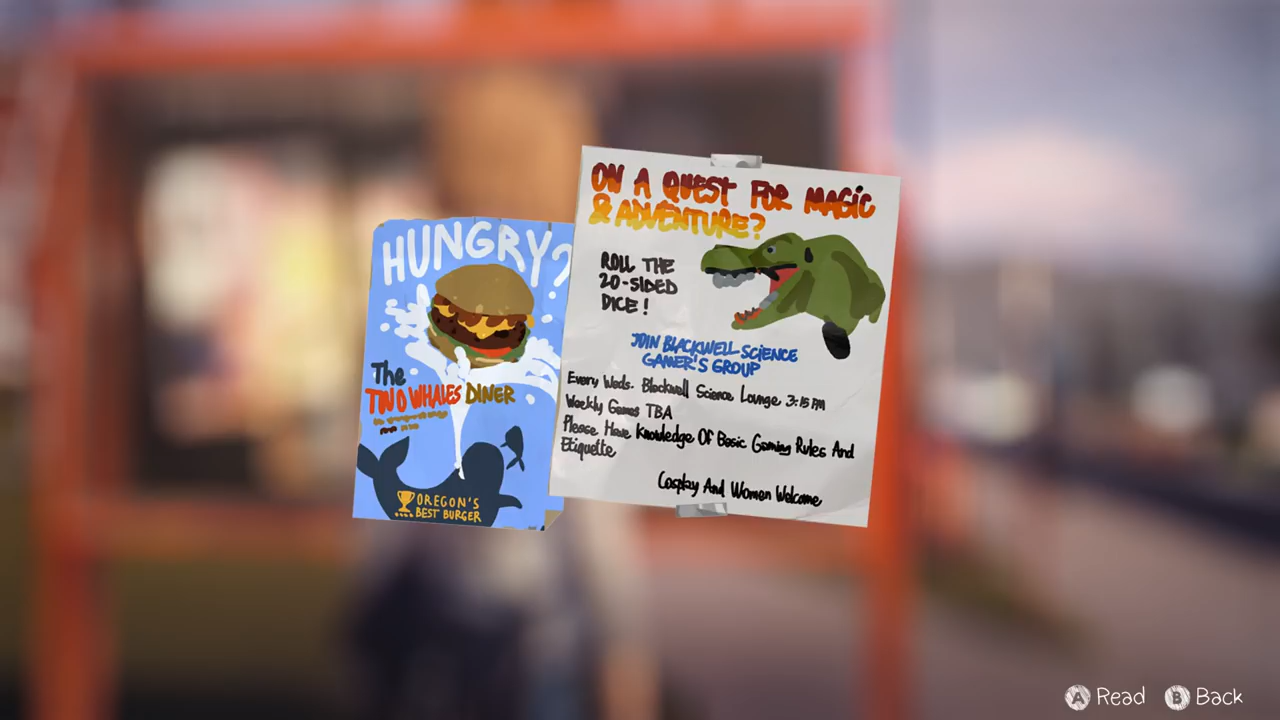 HUNGRY?
The
TWO WHALES DINER
OREGON'S
BEST BURGER
ON A QUEST FOR MAGIC
& ADVENTURE?
ROLL THE
20-SIDED
DICE!
JOIN BLACKWELL SCIENCE
GAMER'S GROUP
Every Weds. Blackwell Science Lounge 3:15 PM
Weekly Games TBA
Please Have Knowledge Of Basic Gaming Rules And
Etiquette
Cosplay And Women Welcome
A Read B Back